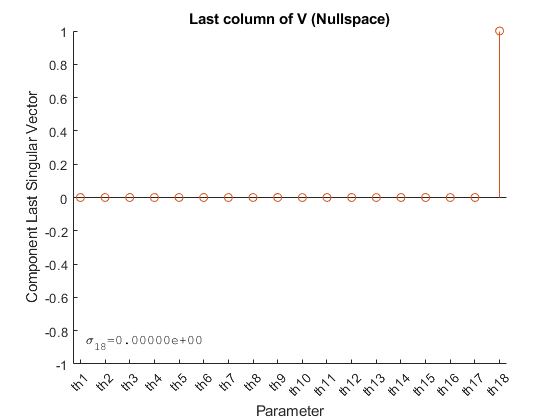 Last column of V (Nullspace)
Component Last Singular Vector
1
0.8
0.6
0.4
0.2
0
-0.2
-0.4
-0.6
-0.8
-1
σ18=0.00000e+00
th1 th2 th3 th4 th5 th6 th7 th8 th9 th10 th11 th12 th13 th14 th15 th16 th17 th18
Parameter